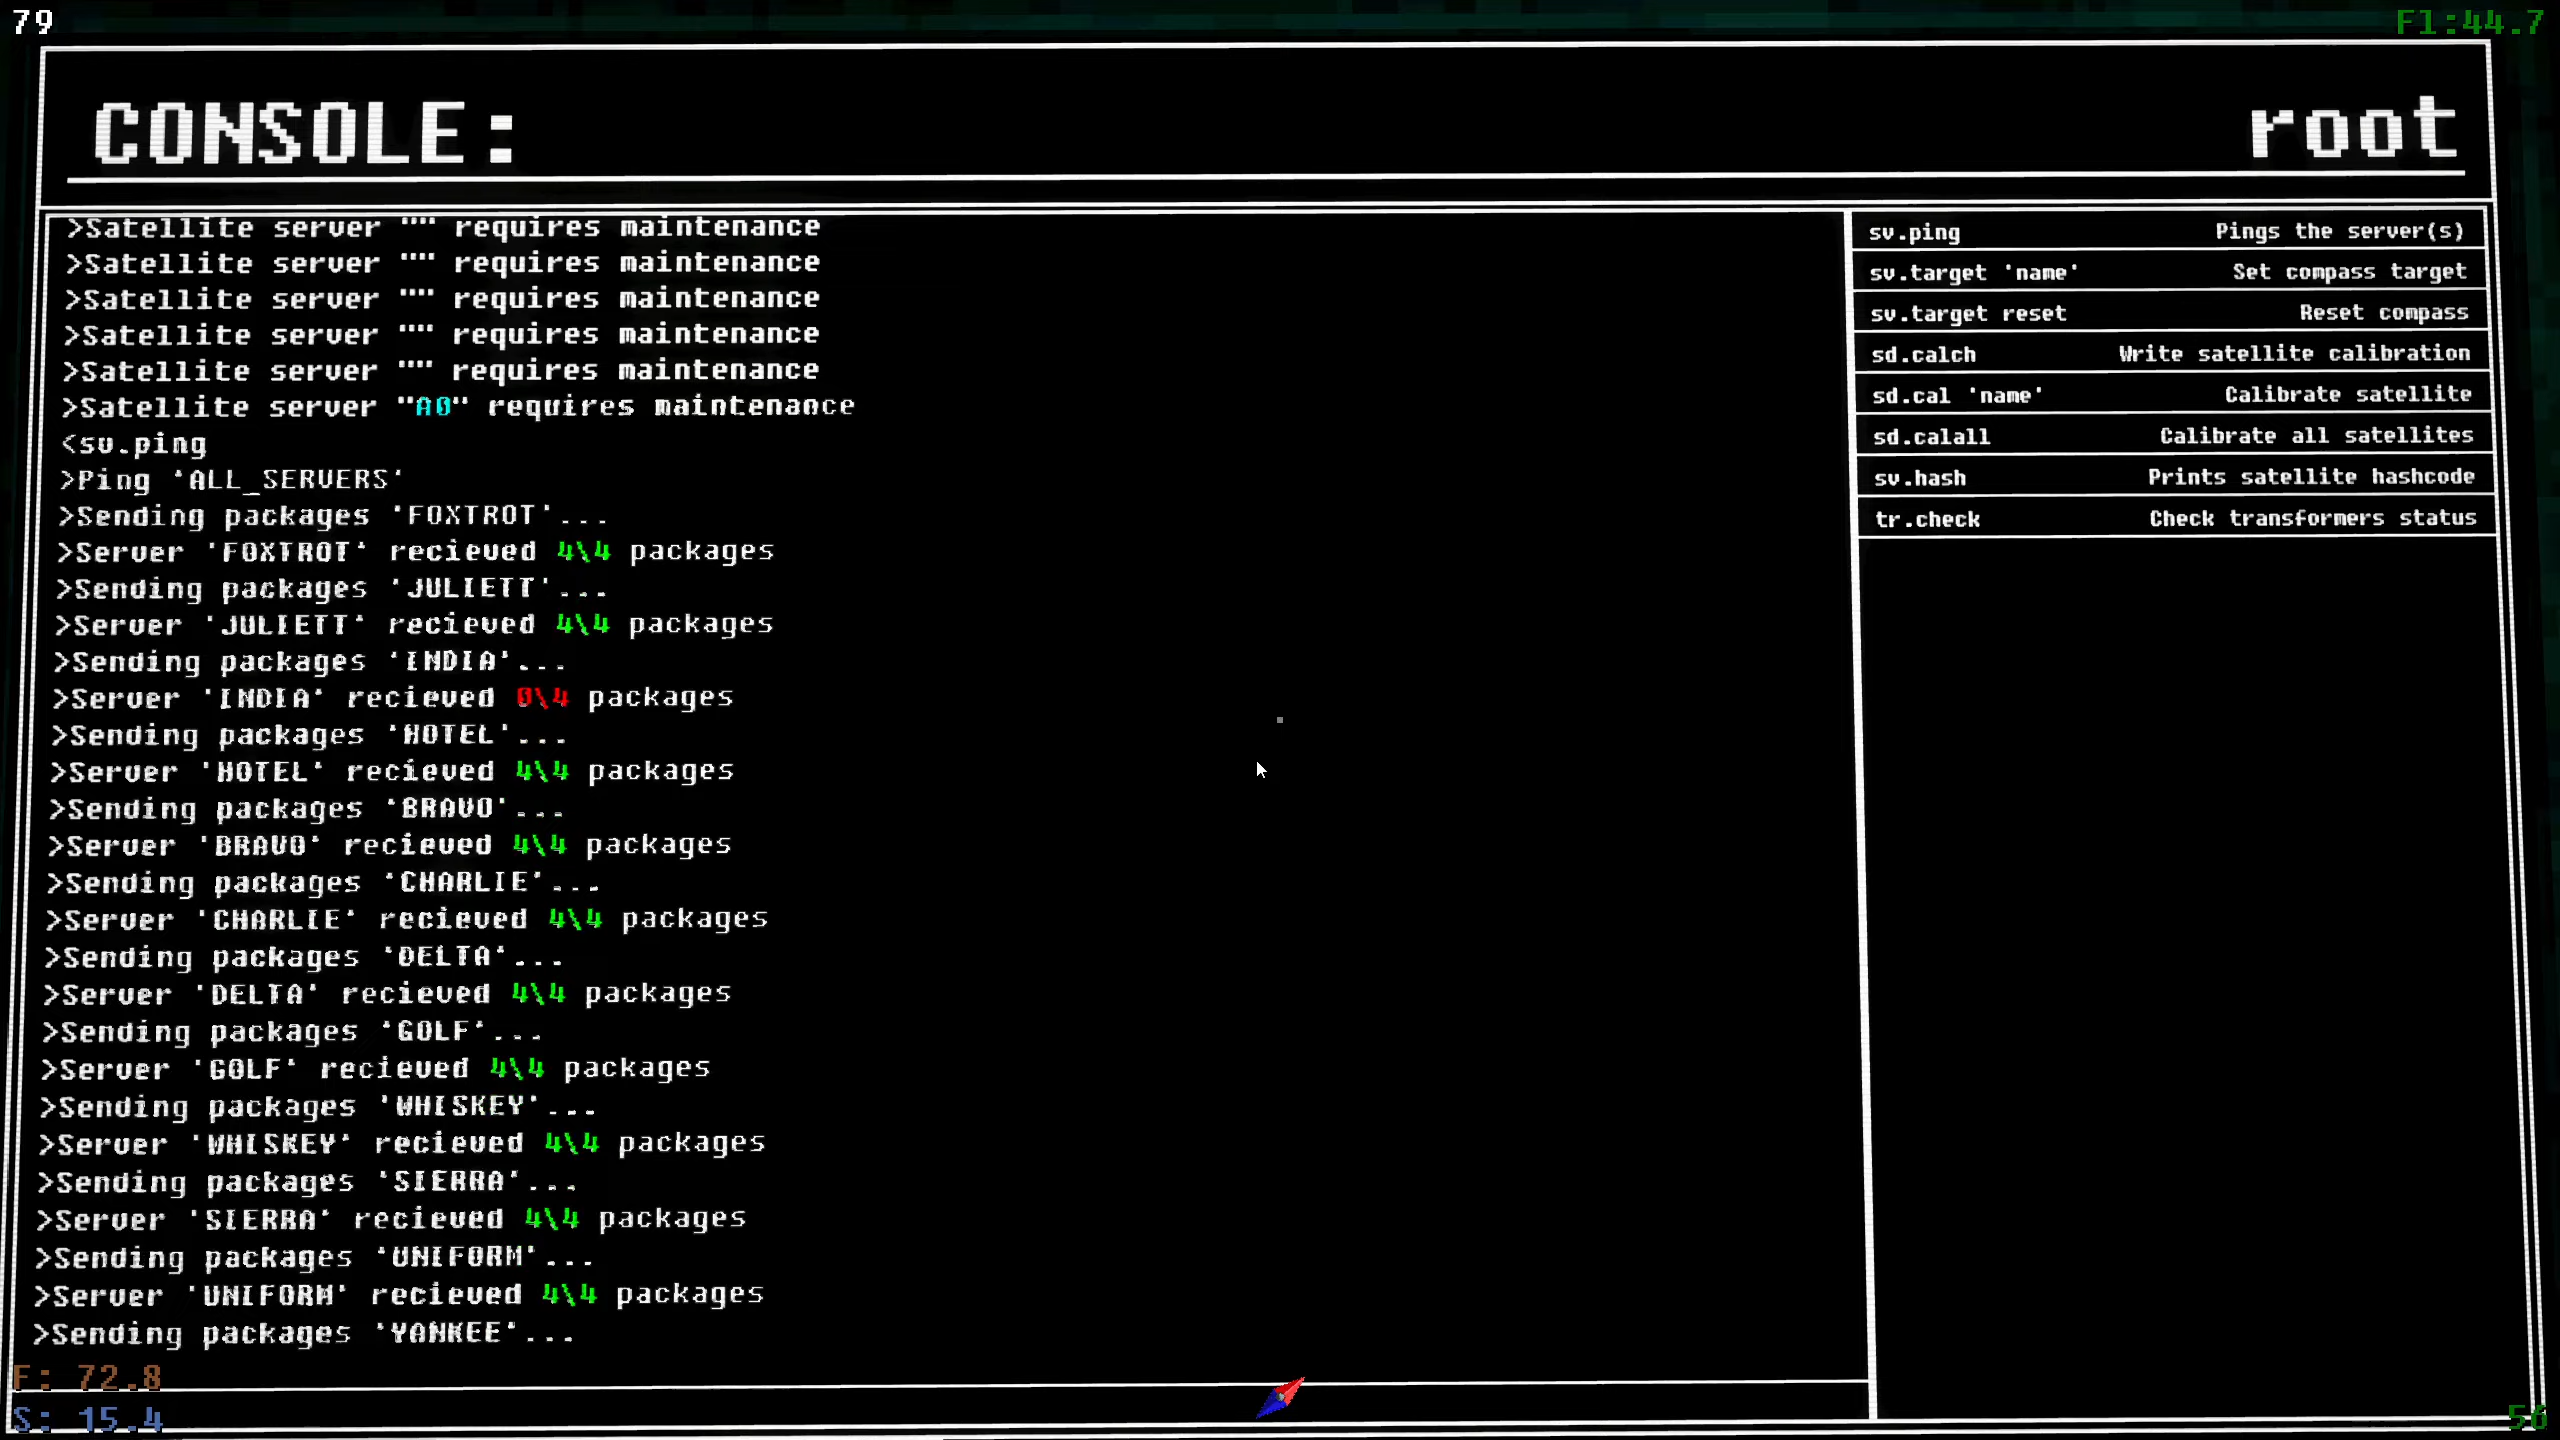 79
F1:44.7
CONSOLE:
root
>Satellite server "" requires maintenance
>Satellite server "" requires maintenance
>Satellite server "" requires maintenance
>Satellite server "" requires maintenance
>Satellite server "" requires maintenance
>Satellite server "A0" requires maintenance
<sv.ping
>Ping 'ALL_SERVERS'
>Sending packages 'FOXTROT'...
>Server 'FOXTROT' recieved 4\4 packages
>Sending packages 'JULIETT'...
>Server 'JULIETT' recieved 4\4 packages
>Sending packages 'INDIA'...
>Server 'INDIA' recieved 0\4 packages
>Sending packages 'HOTEL'...
>Server 'HOTEL' recieved 4\4 packages
>Sending packages 'BRAVO'...
>Server 'BRAVO' recieved 4\4 packages
>Sending packages 'CHARLIE'...
>Server 'CHARLIE' recieved 4\4 packages
>Sending packages 'DELTA'...
>Server 'DELTA' recieved 4\4 packages
>Sending packages 'GOLF'...
>Server 'GOLF' recieved 4\4 packages
>Sending packages 'WHISKEY'...
>Server 'WHISKEY' recieved 4\4 packages
>Sending packages 'SIERRA'...
>Server 'SIERRA' recieved 4\4 packages
>Sending packages 'UNIFORM'...
>Server 'UNIFORM' recieved 4\4 packages
>Sending packages 'YANKEE'...
sv.ping Pings the server(s)
sv.target 'name' Set compass target
sv.target reset Reset compass
sd.calch Write satellite calibration
sd.cal 'name' Calibrate satellite
sd.calall Calibrate all satellites
sv.hash Prints satellite hashcode
tr.check Check transformers status
F: 72.8
S: 15.4
56